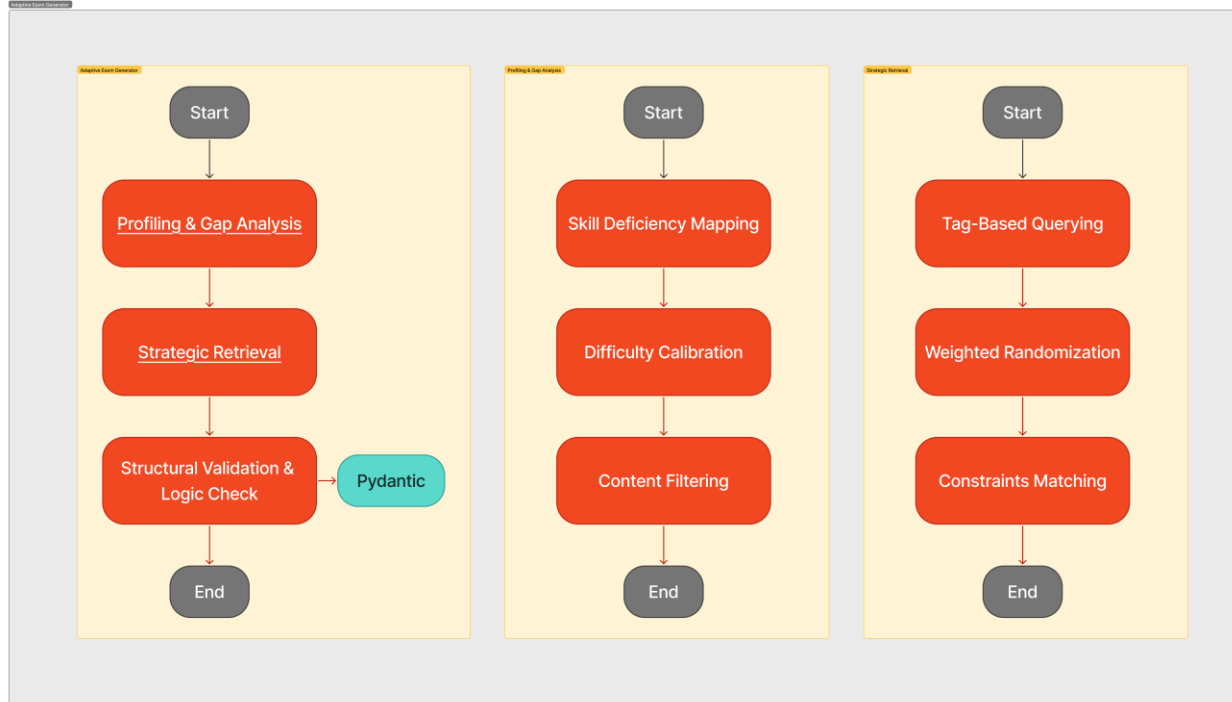 Adaptive Exam Generator
Adaptive Exam Generator
Start
Profiling & Gap Analysis
Strategic Retrieval
Structural Validation &
Logic Check
Pydantic
End
Profiling & Gap Analysis
Start
Skill Deficiency Mapping
Difficulty Calibration
Content Filtering
End
Strategic Retrieval
Start
Tag-Based Querying
Weighted Randomization
Constraints Matching
End